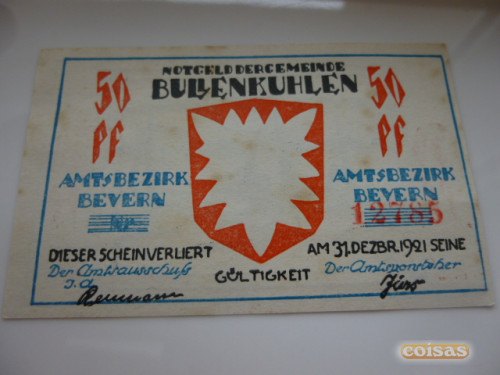 NOTGELD DER GEMEINDE
BULLENKUHLEN
50 PF
50 PF
AMTSBEZIRK
BEVERN
AMTSBEZIRK
BEVERN
12785
DIESER SCHEIN VERLIERT
AM 31. DEZBR. 1921 SEINE
GÜLTIGKEIT
Der Amtsausschuß
I. A.
Der Amtsvorsteher
coisas